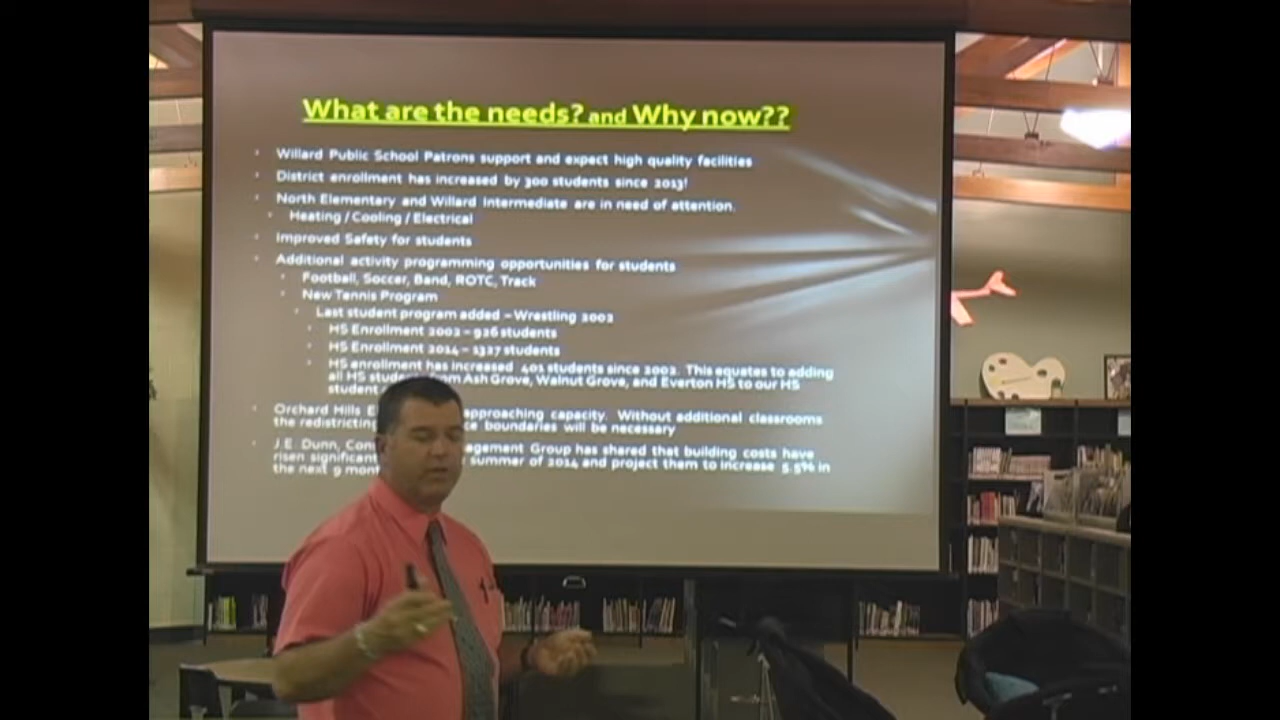 What are the needs? and Why now??
• Willard Public School Patrons support and expect high quality facilities
• District enrollment has increased by 300 students since 2013!
• North Elementary and Willard Intermediate are in need of attention.
• Heating / Cooling / Electrical
• Improved Safety for students
• Additional activity programming opportunities for students
• Football, Soccer, Band, ROTC, Track
• New Tennis Program
• Last student program added – Wrestling 2002
• HS Enrollment 2002 – 926 students
• HS Enrollment 2014 – 1327 students
• HS enrollment has increased 401 students since 2002. This equates to adding
all HS from Ash Grove, Walnut Grove, and Everton HS to our HS
student
• Orchard Hills approaching capacity. Without additional classrooms
the redistricting boundaries will be necessary
• J.E. Dunn, Group has shared that building costs have
risen summer of 2014 and project them to increase 5.5% in
the next 9